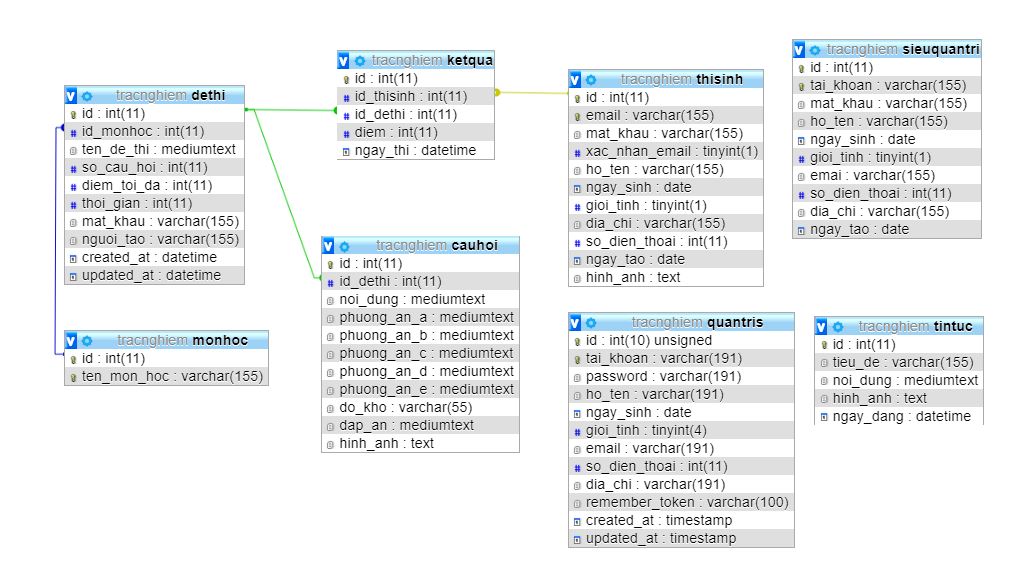 tracnghiem dethi
id : int(11)
id_monhoc : int(11)
ten_de_thi : mediumtext
so_cau_hoi : int(11)
diem_toi_da : int(11)
thoi_gian : int(11)
mat_khau : varchar(155)
nguoi_tao : varchar(155)
created_at : datetime
updated_at : datetime
tracnghiem monhoc
id : int(11)
ten_mon_hoc : varchar(155)
tracnghiem ketqua
id : int(11)
id_thisinh : int(11)
id_dethi : int(11)
diem : int(11)
ngay_thi : datetime
tracnghiem cauhoi
id : int(11)
id_dethi : int(11)
noi_dung : mediumtext
phuong_an_a : mediumtext
phuong_an_b : mediumtext
phuong_an_c : mediumtext
phuong_an_d : mediumtext
phuong_an_e : mediumtext
do_kho : varchar(55)
dap_an : mediumtext
hinh_anh : text
tracnghiem thisinh
id : int(11)
email : varchar(155)
mat_khau : varchar(155)
xac_nhan_email : tinyint(1)
ho_ten : varchar(155)
ngay_sinh : date
gioi_tinh : tinyint(1)
dia_chi : varchar(155)
so_dien_thoai : int(11)
ngay_tao : date
hinh_anh : text
tracnghiem quantris
id : int(10) unsigned
tai_khoan : varchar(191)
password : varchar(191)
ho_ten : varchar(191)
ngay_sinh : date
gioi_tinh : tinyint(4)
email : varchar(191)
so_dien_thoai : int(11)
dia_chi : varchar(191)
remember_token : varchar(100)
created_at : timestamp
updated_at : timestamp
tracnghiem sieuquantri
id : int(11)
tai_khoan : varchar(155)
mat_khau : varchar(155)
ho_ten : varchar(155)
ngay_sinh : date
gioi_tinh : tinyint(1)
emai : varchar(155)
so_dien_thoai : int(11)
dia_chi : varchar(155)
ngay_tao : date
tracnghiem tintuc
id : int(11)
tieu_de : varchar(155)
noi_dung : mediumtext
hinh_anh : text
ngay_dang : datetime